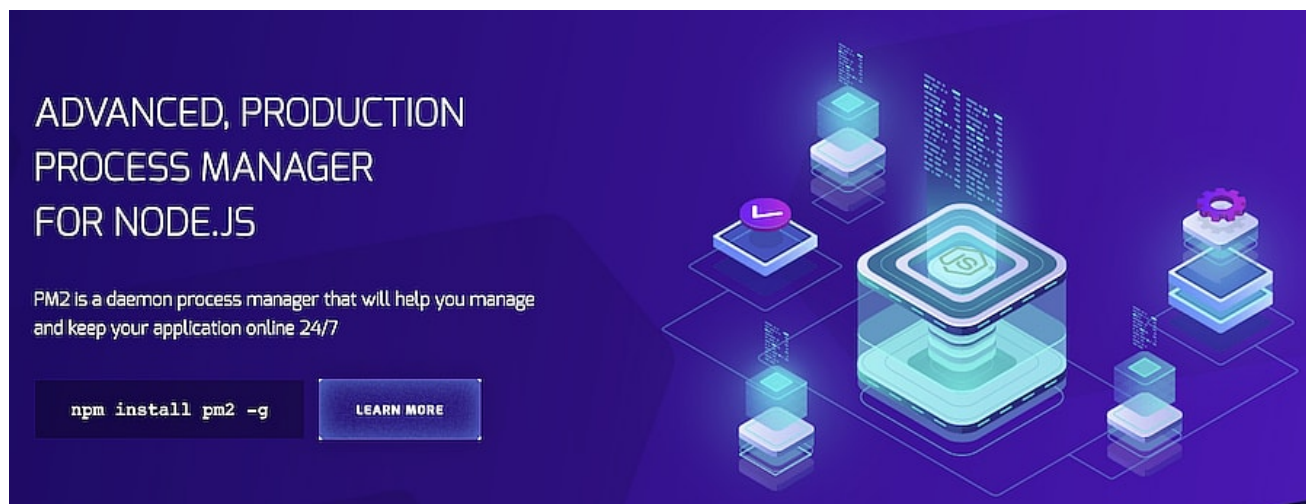 ADVANCED, PRODUCTION
PROCESS MANAGER
FOR NODE.JS
PM2 is a daemon process manager that will help you manage
and keep your application online 24/7
npm install pm2 -g
LEARN MORE
JS